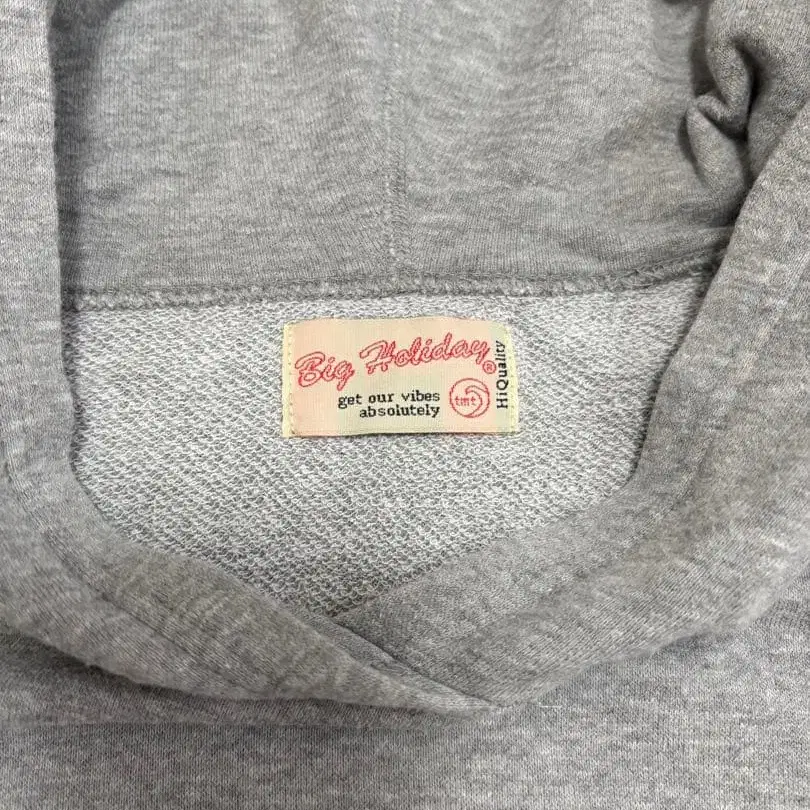 Big Holiday®
get our vibes
absolutely
tmt
HiQuality